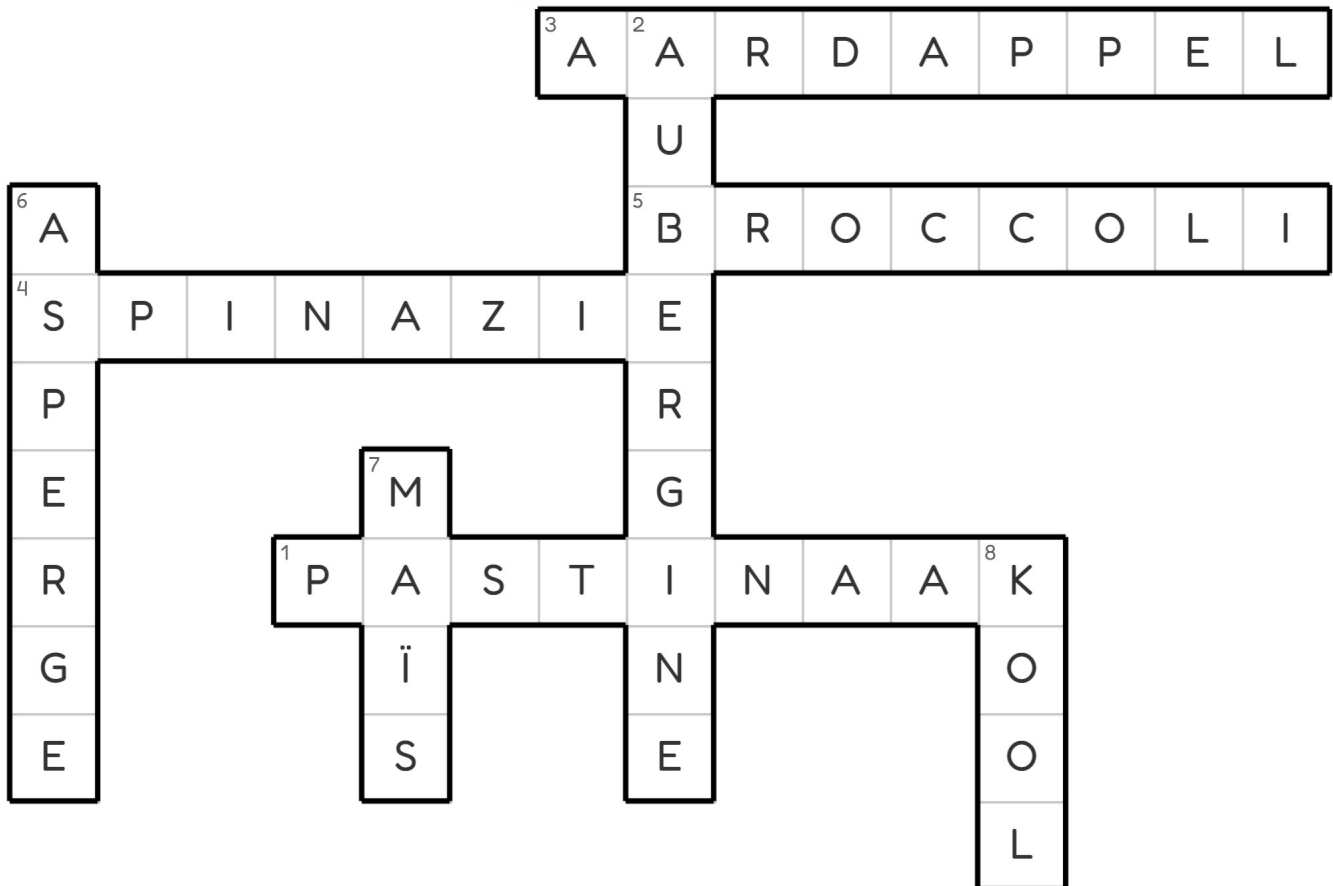 3 A 2 A R D A P P E L
U
6 A 5 B R O C C O L I
4 S P I N A Z I E
P R
E 7 M G
R 1 P A S T I N A A 8 K
G Ï N O
E S E O
L